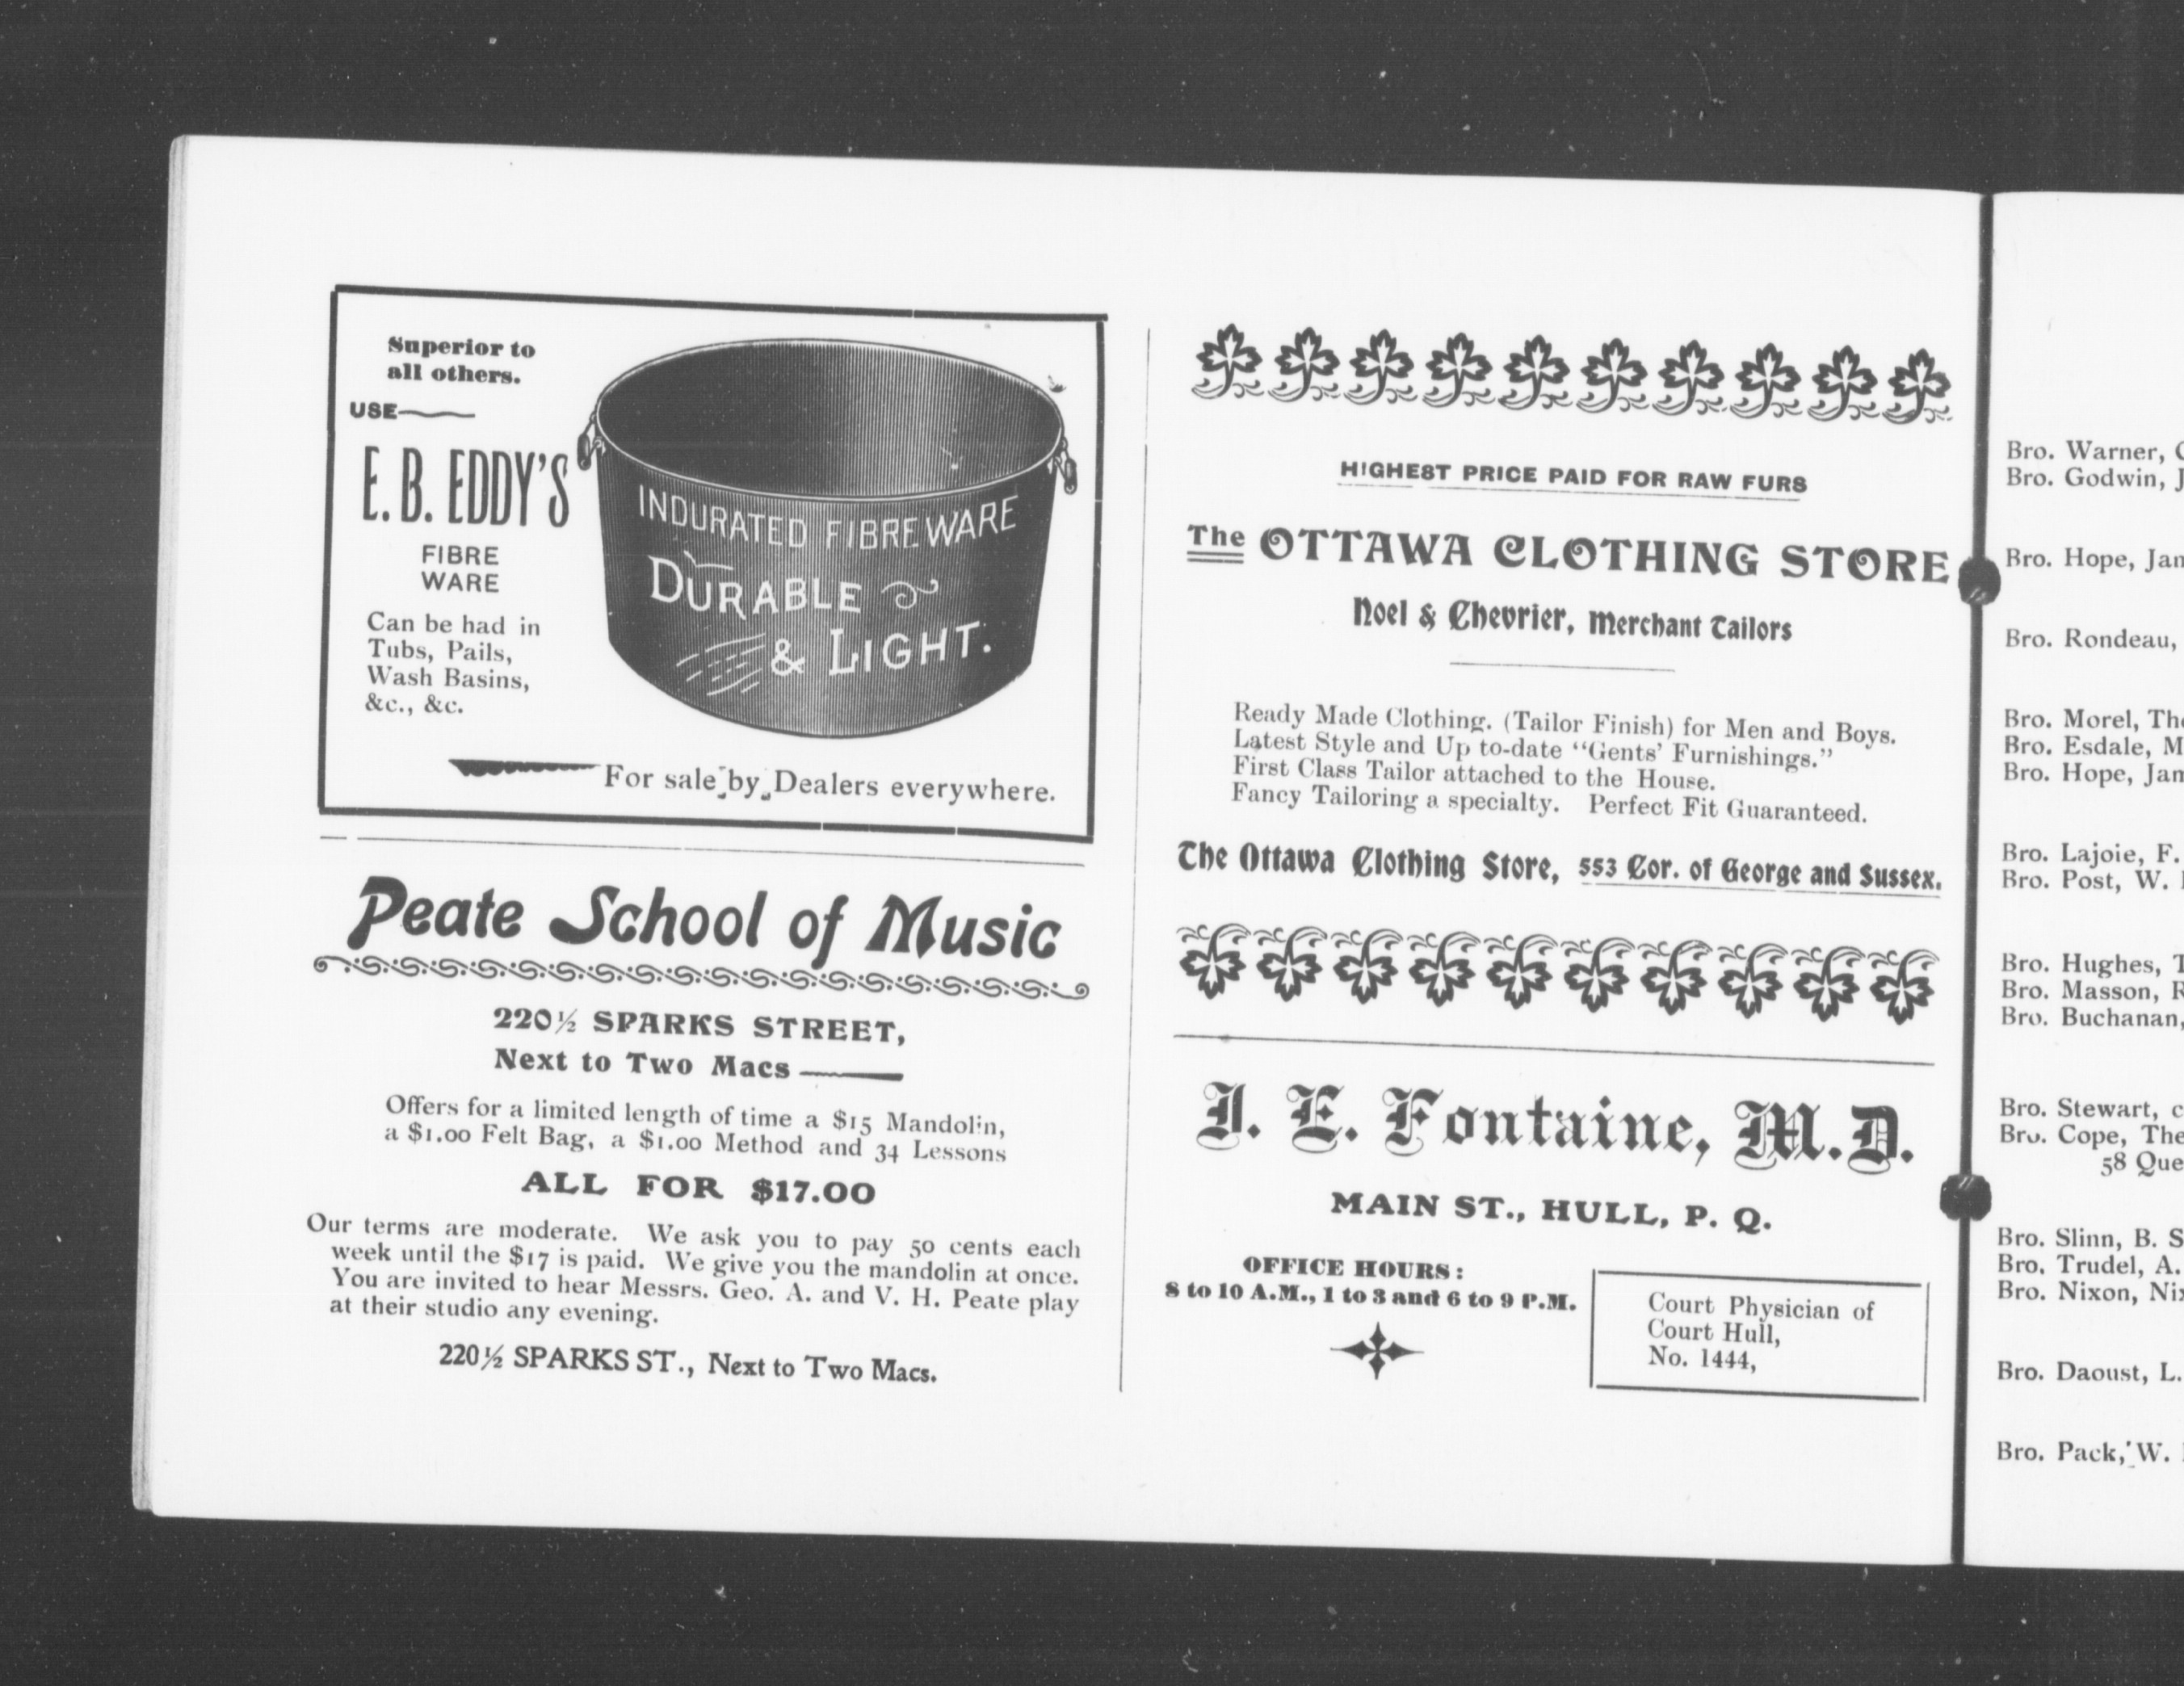 Superior to
all others.
USE
E. B. EDDY'S
FIBRE
WARE
Can be had in
Tubs, Pails,
Wash Basins,
&c., &c.
INDURATED FIBRE WARE
DURABLE
& LIGHT.
For sale by Dealers everywhere.
Peate School of Music
220½ SPARKS STREET,
Next to Two Macs
Offers for a limited length of time a $15 Mandolin,
a $1.00 Felt Bag, a $1.00 Method and 34 Lessons
ALL FOR $17.00
Our terms are moderate. We ask you to pay 50 cents each
week until the $17 is paid. We give you the mandolin at once.
You are invited to hear Messrs. Geo. A. and V. H. Peate play
at their studio any evening.
220½ SPARKS ST., Next to Two Macs.
HIGHEST PRICE PAID FOR RAW FURS
The OTTAWA CLOTHING STORE
Noel & Chevrier, Merchant Tailors
Ready Made Clothing. (Tailor Finish) for Men and Boys.
Latest Style and Up to-date "Gents' Furnishings."
First Class Tailor attached to the House.
Fancy Tailoring a specialty. Perfect Fit Guaranteed.
The Ottawa Clothing Store, 553 Cor. of George and Sussex.
J. E. Fontaine, M.D.
MAIN ST., HULL, P. Q.
OFFICE HOURS:
8 to 10 A.M., 1 to 3 and 6 to 9 P.M.
Court Physician of
Court Hull,
No. 1444,
Bro. Warner,
Bro. Godwin, J
Bro. Hope, Jam
Bro. Rondeau,
Bro. Morel, The
Bro. Esdale, M
Bro. Hope, Jam
Bro. Lajoie, F.
Bro. Post, W.
Bro. Hughes, T
Bro. Masson, R
Bro. Buchanan,
Bro. Stewart, c
Bro. Cope, The
58 Que
Bro. Slinn, B. S
Bro. Trudel, A.
Bro. Nixon, Nix
Bro. Daoust, L.
Bro. Pack, W.